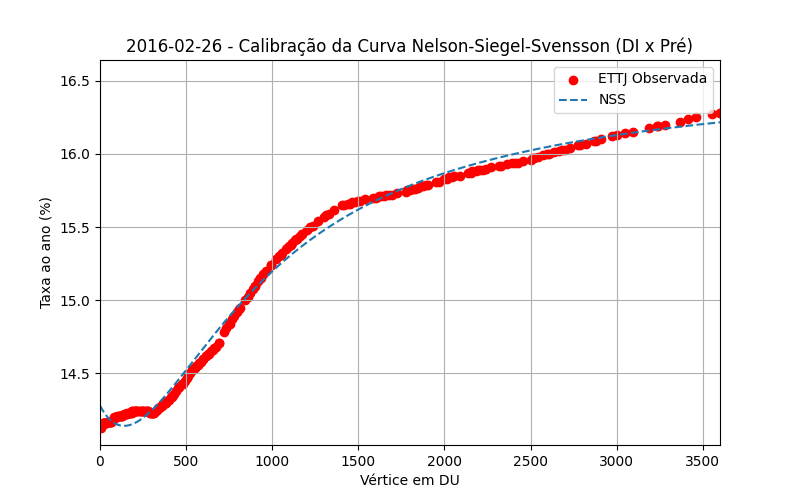 2016-02-26 - Calibração da Curva Nelson-Siegel-Svensson (DI x Pré)
ETTJ Observada
NSS
Taxa ao ano (%)
16.5
16.0
15.5
15.0
14.5
0 500 1000 1500 2000 2500 3000 3500
Vértice em DU